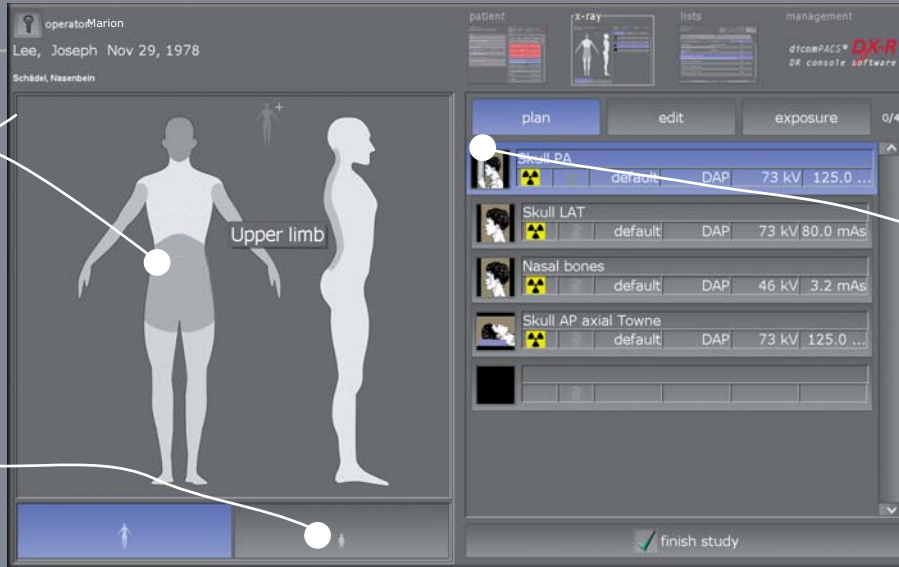 operatorMarion
Lee, Joseph Nov 29, 1978
Schädel, Nasenbein
patient
x-ray
lists
management
dicomPACS® DX-R
DR console software
plan
edit
exposure
0/4
Upper limb
Skull PA
default DAP 73 kV 125.0 ...
Skull LAT
default DAP 73 kV 80.0 mAs
Nasal bones
default DAP 46 kV 3.2 mAs
Skull AP axial Towne
default DAP 73 kV 125.0 ...
finish study